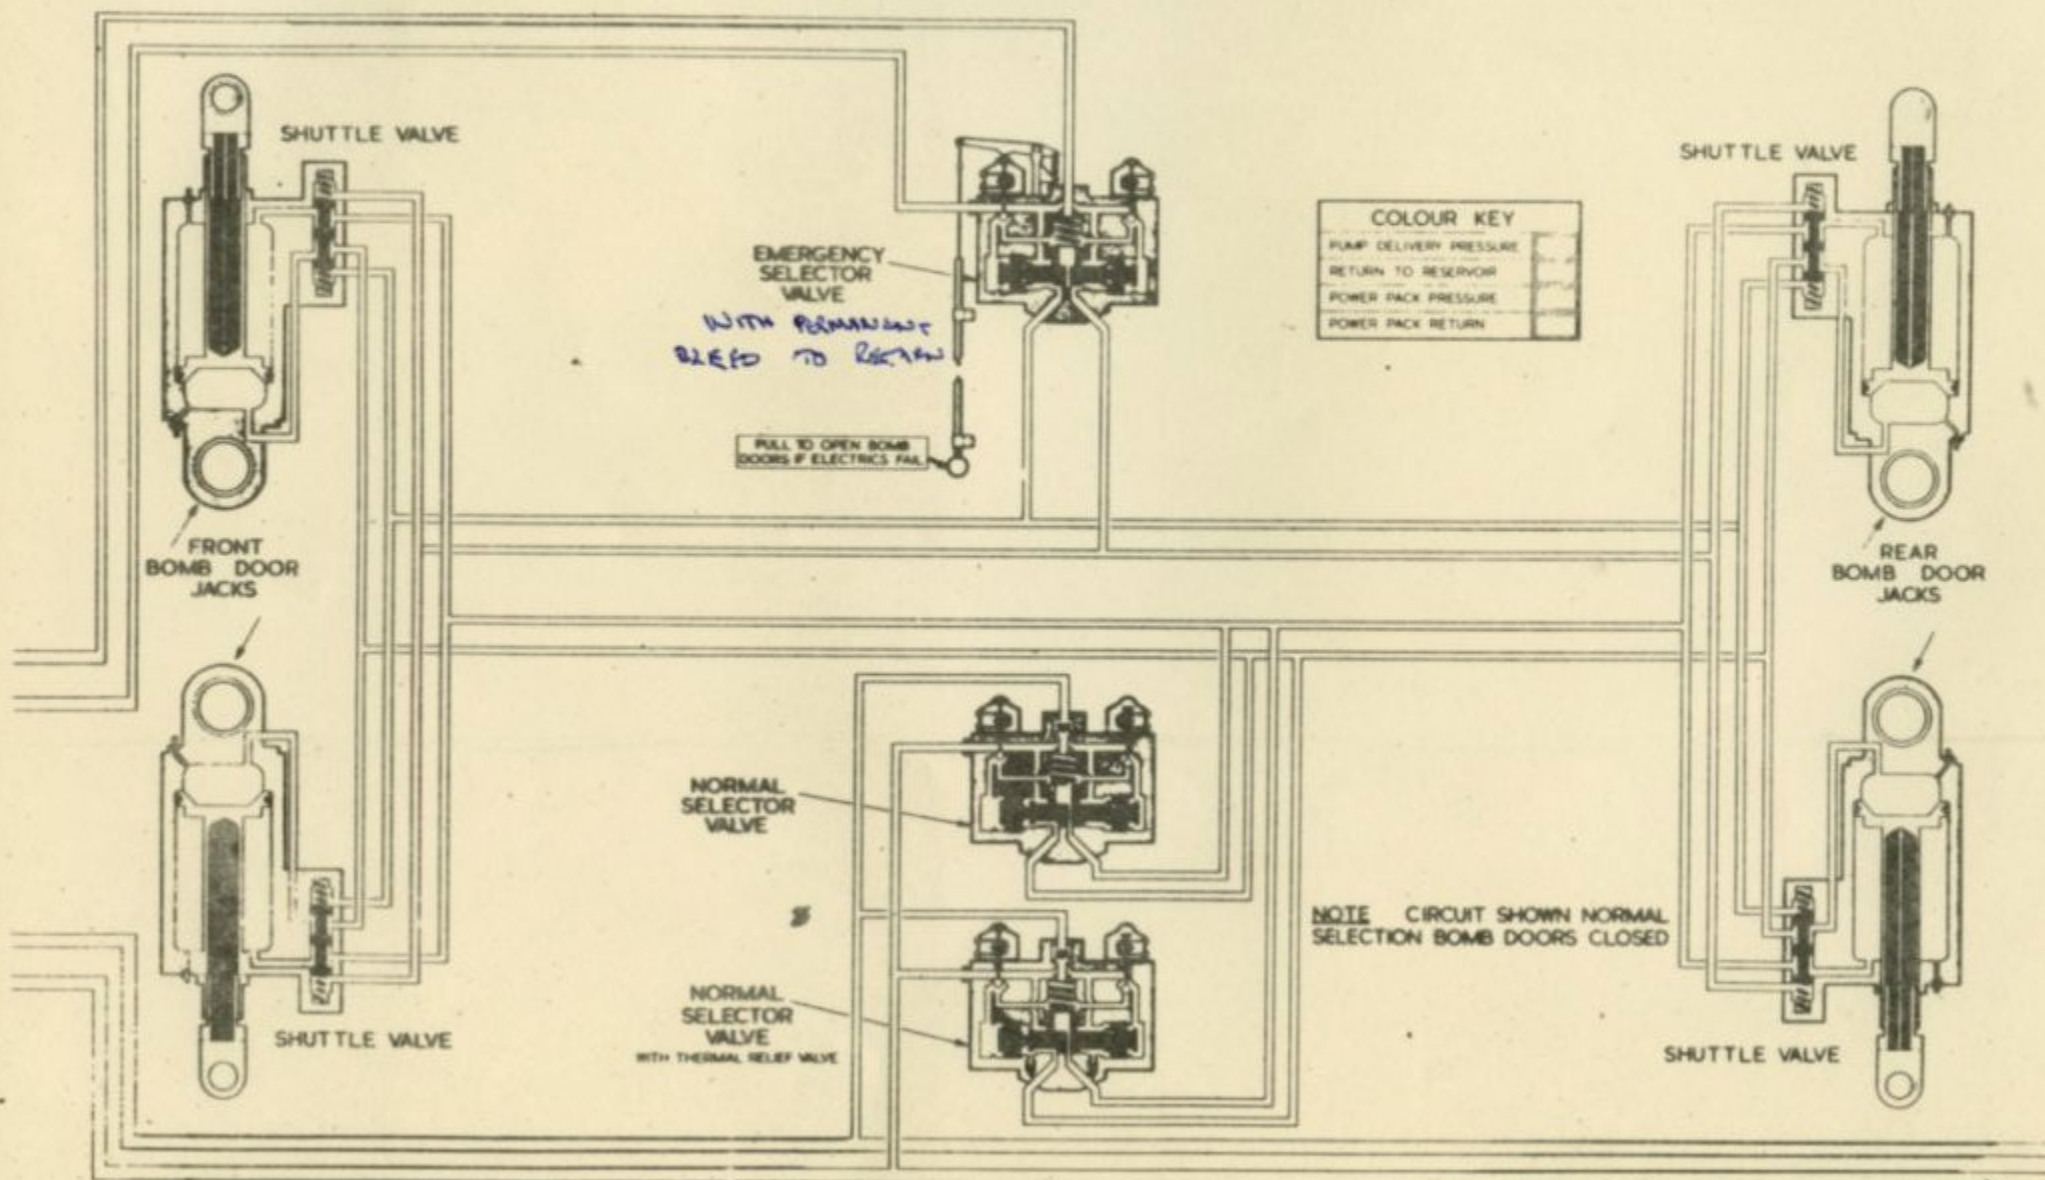 SHUTTLE VALVE
SHUTTLE VALVE
EMERGENCY
SELECTOR
VALVE
WITH PERMANENT
BLEED TO RETURN
COLOUR KEY
PUMP DELIVERY PRESSURE
RETURN TO RESERVOIR
POWER PACK PRESSURE
POWER PACK RETURN
PULL TO OPEN BOMB
DOORS IF ELECTRICS FAIL
FRONT
BOMB DOOR
JACKS
REAR
BOMB DOOR
JACKS
NORMAL
SELECTOR
VALVE
NOTE CIRCUIT SHOWN NORMAL
SELECTION BOMB DOORS CLOSED
NORMAL
SELECTOR
VALVE
WITH THERMAL RELIEF VALVE
SHUTTLE VALVE
SHUTTLE VALVE